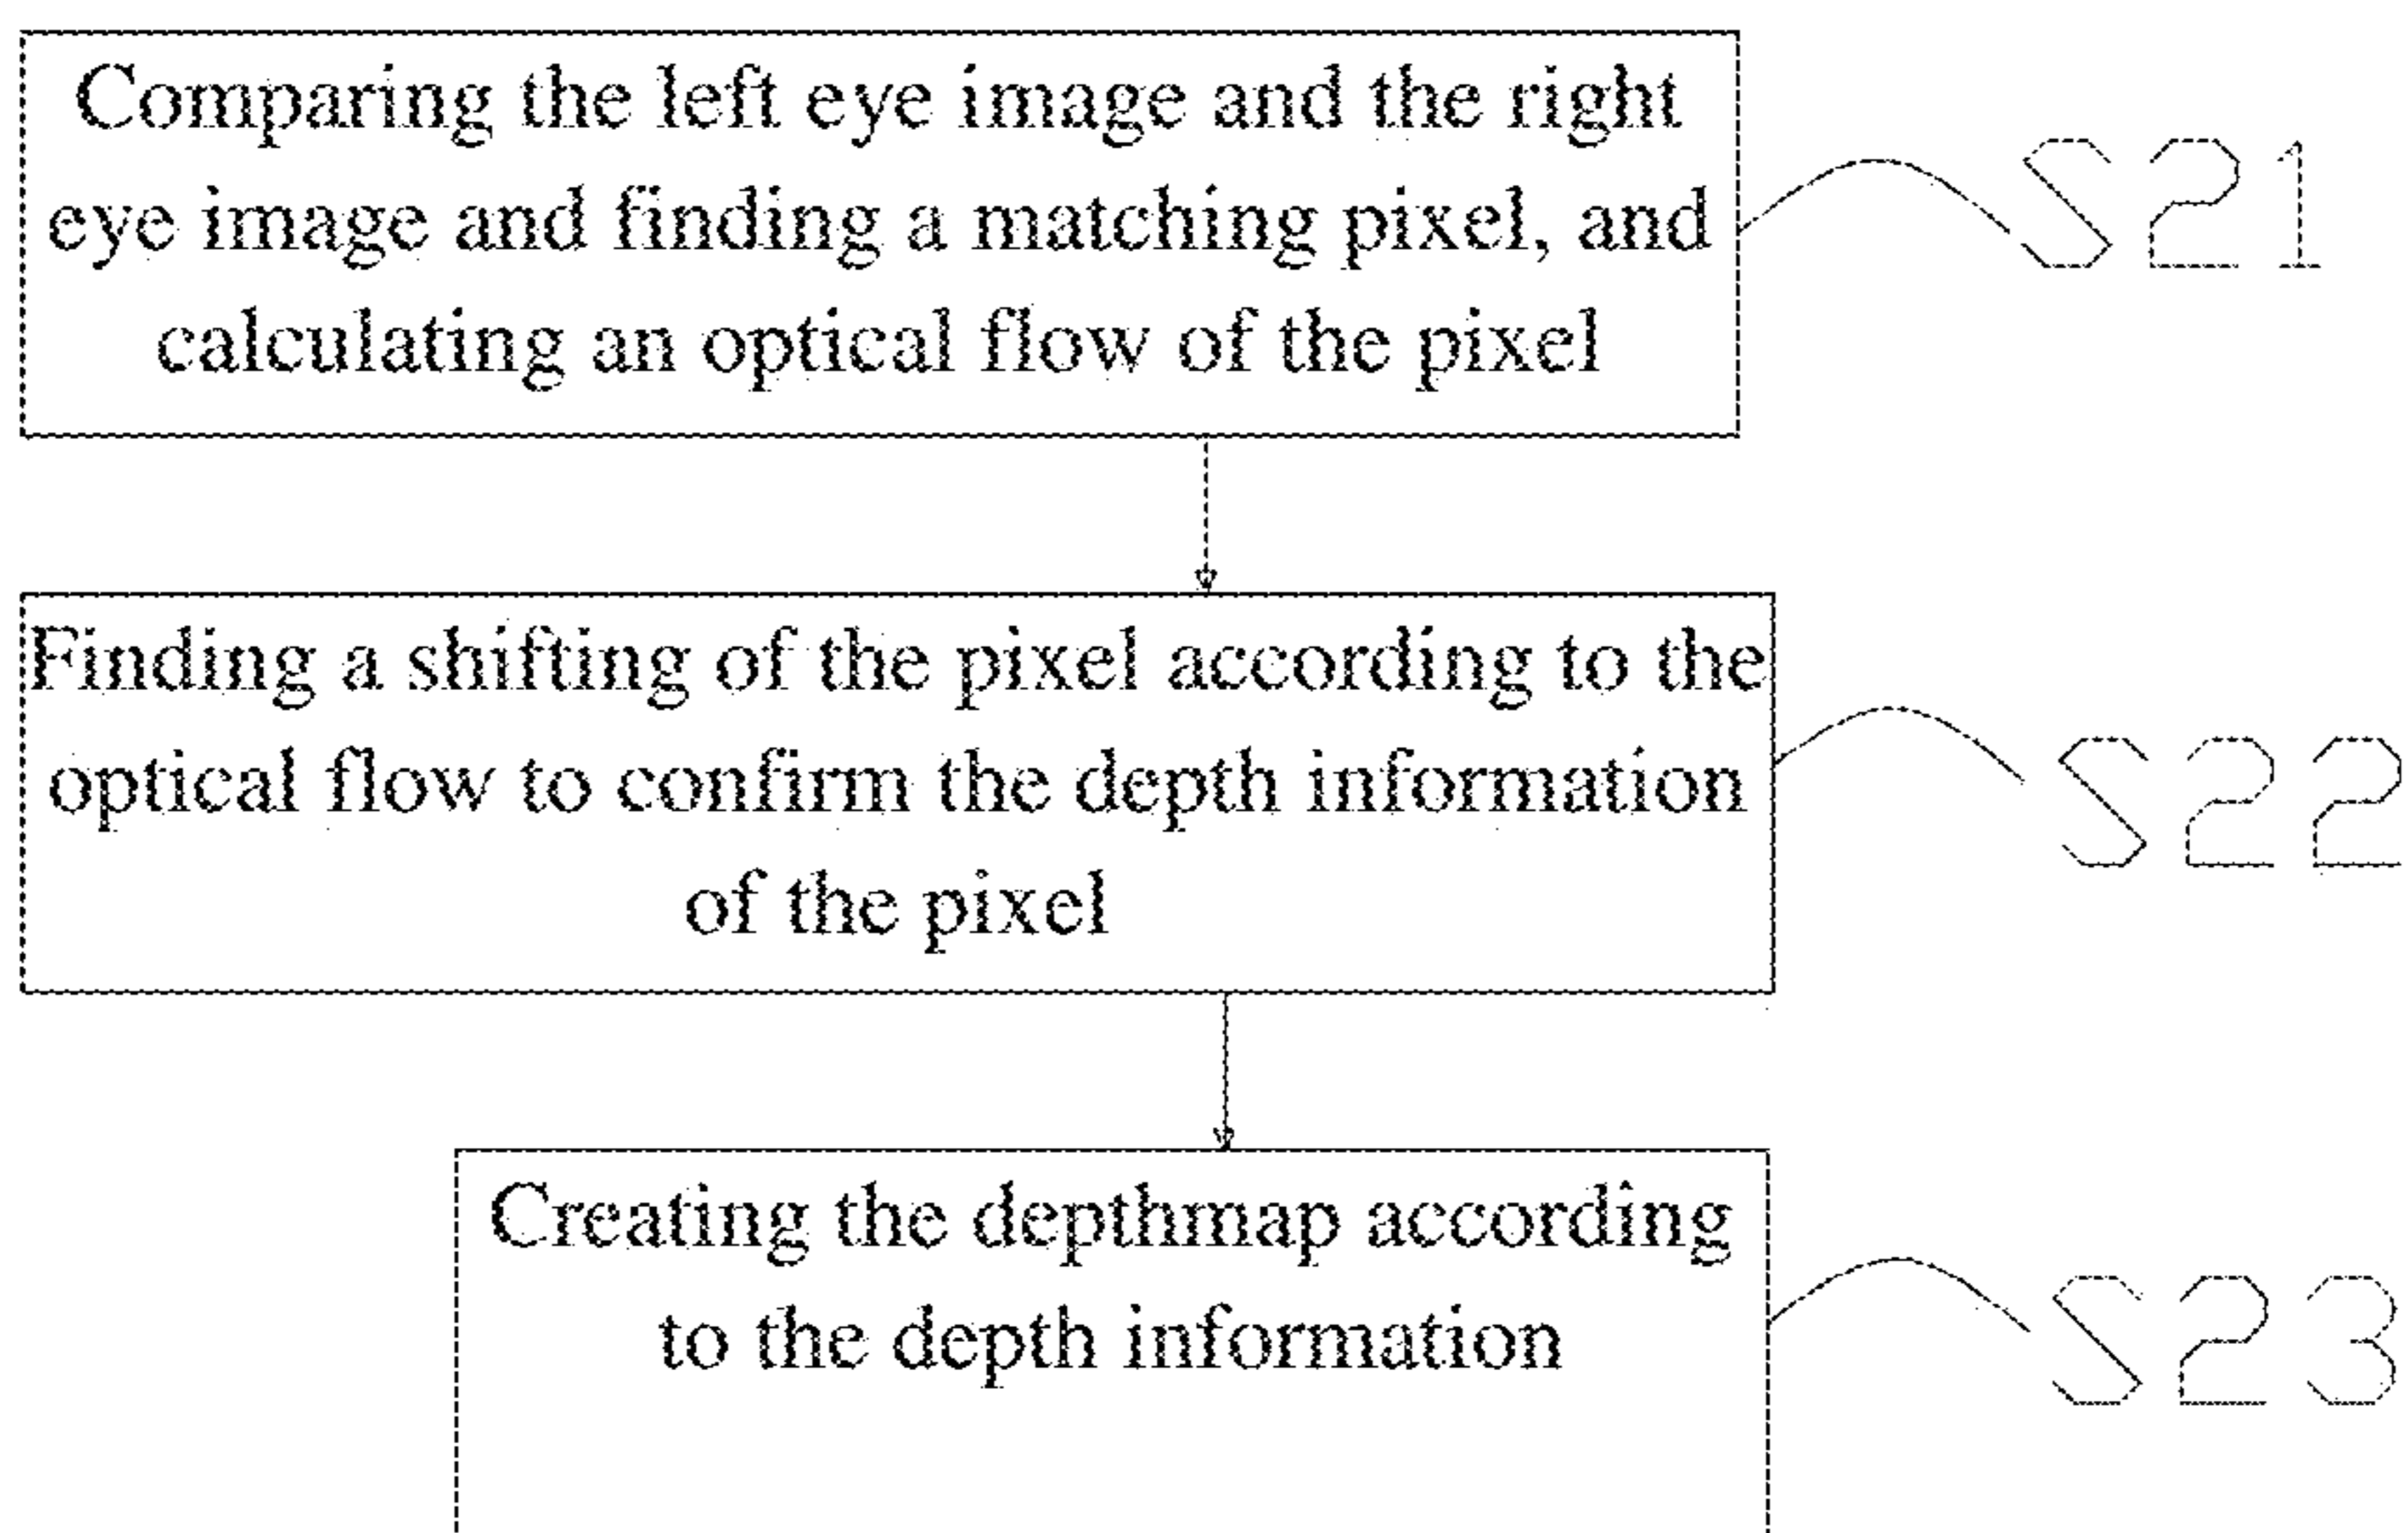 Comparing the left eye image and the right
eye image and finding a matching pixel, and
calculating an optical flow of the pixel
S21
Finding a shifting of the pixel according to the
optical flow to confirm the depth information
of the pixel
S22
Creating the depthmap according
to the depth information
S23